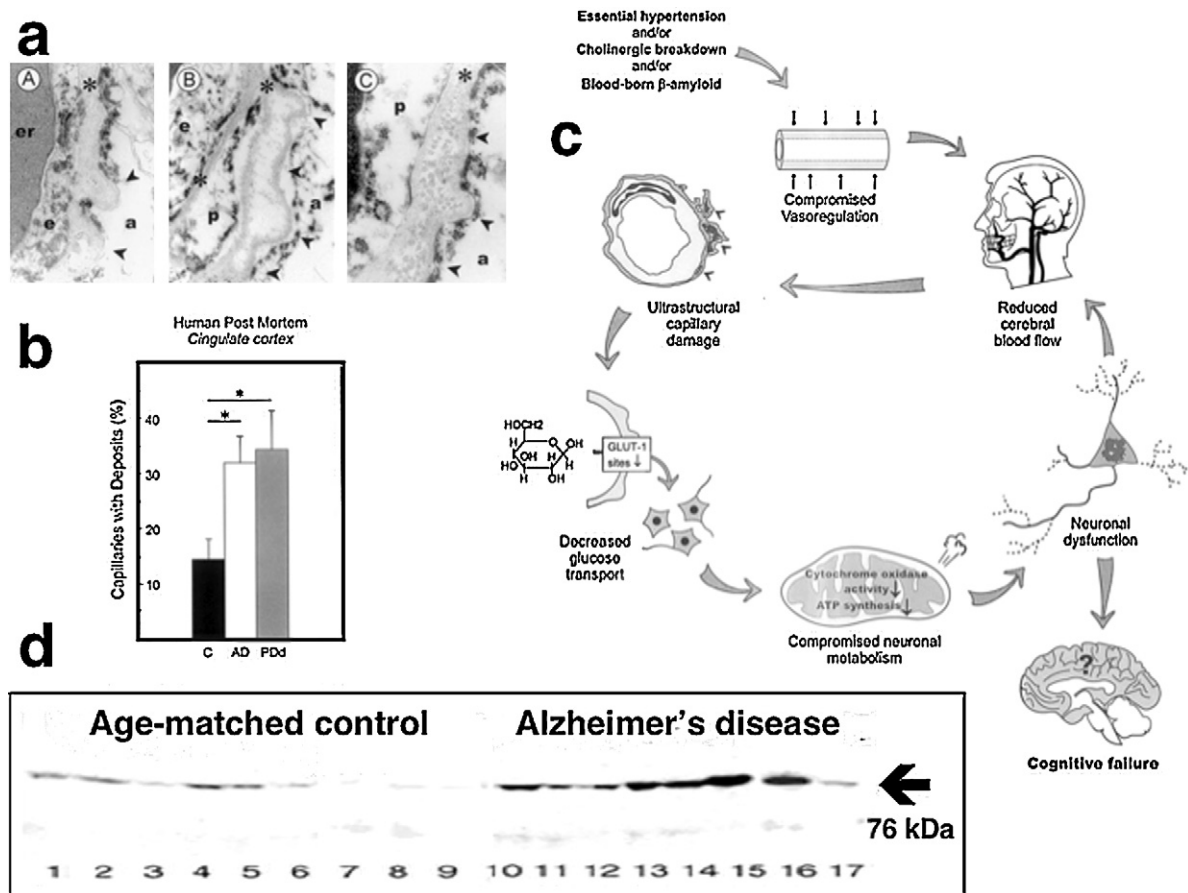 a
A
*
er
e
a
B
*
e
*
p
a
C
*
p
a
b
Human Post Mortem
Cingulate cortex
Capillaries with Deposits (%)
40
30
20
10
*
*
C AD PDd
c
Essential hypertension
and/or
Cholinergic breakdown
and/or
Blood-born β-amyloid
Compromised
Vasoregulation
Reduced
cerebral
blood flow
Ultrastructural
capillary
damage
HOCH2
H
O
OH
H
OH
H
HO
H
H
OH
GLUT-1
sites ↓
Decreased
glucose
transport
Cytochrome oxidase
activity ↓
ATP synthesis ↓
Compromised neuronal
metabolism
Neuronal
dysfunction
?
Cognitive failure
d
Age-matched control Alzheimer's disease
76 kDa
1 2 3 4 5 6 7 8 9 10 11 12 13 14 15 16 17